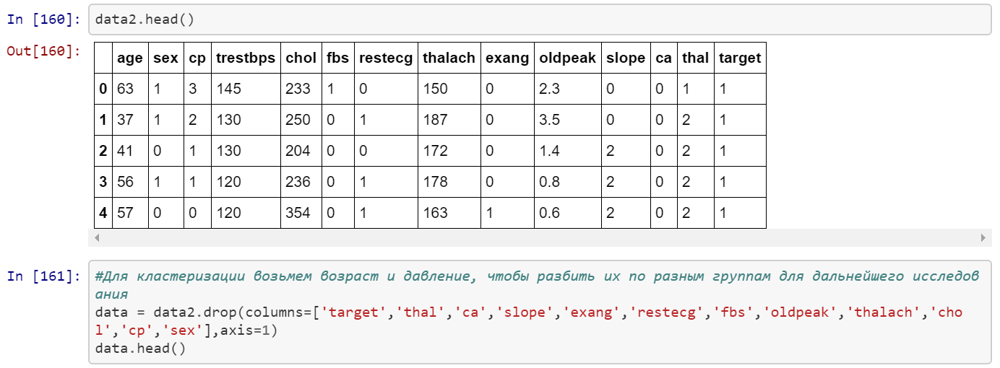 In [160]: data2.head()
Out[160]:
age sex cp trestbps chol fbs restecg thalach exang oldpeak slope ca thal target
0 63 1 3 145 233 1 0 150 0 2.3 0 0 1 1
1 37 1 2 130 250 0 1 187 0 3.5 0 0 2 1
2 41 0 1 130 204 0 0 172 0 1.4 2 0 2 1
3 56 1 1 120 236 0 1 178 0 0.8 2 0 2 1
4 57 0 0 120 354 0 1 163 1 0.6 2 0 2 1
In [161]: #Для кластеризации возьмем возраст и давление, чтобы разбить их по разным группам для дальнейшего исследов
ания
data = data2.drop(columns=['target','thal','ca','slope','exang','restecg','fbs','oldpeak','thalach','cho
l','cp','sex'],axis=1)
data.head()